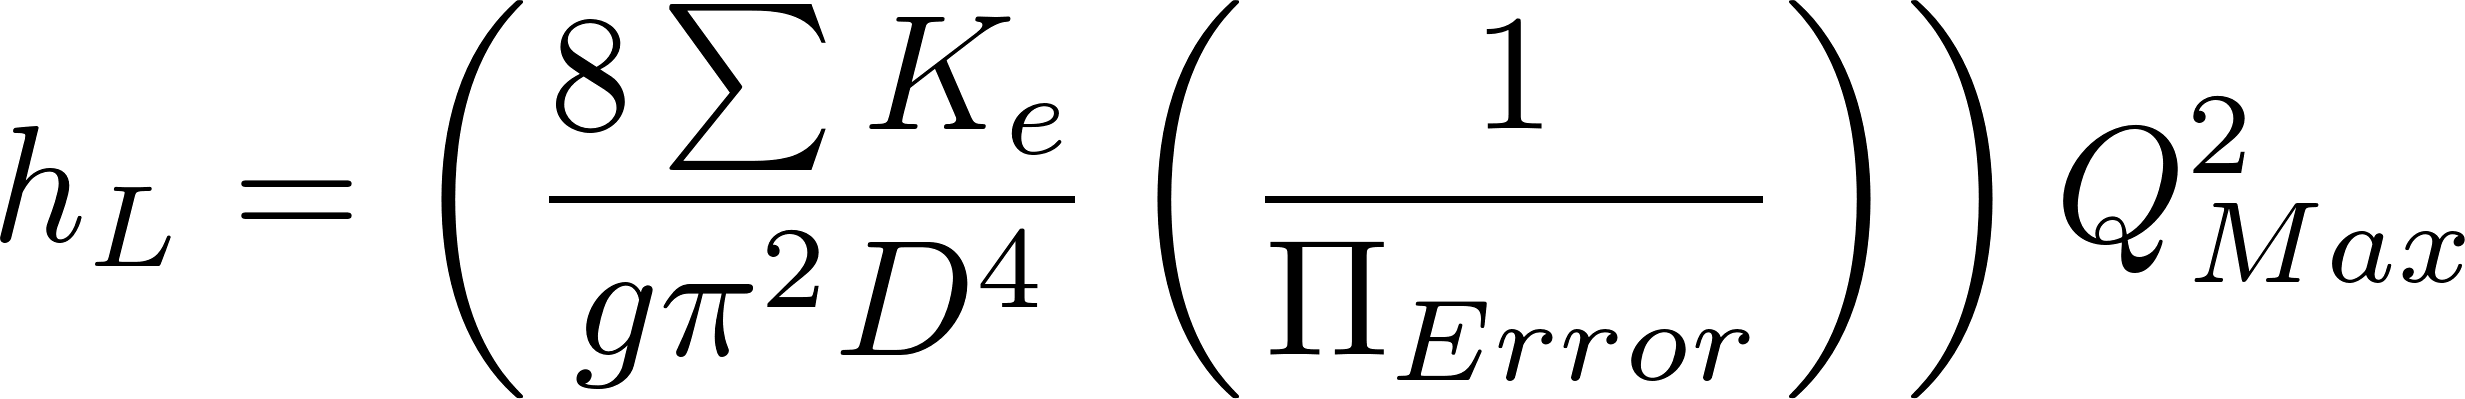 h_L = \left( \frac{8 \sum K_e}{g \pi^2 D^4} \left( \frac{1}{\Pi_{Error}} \right) \right) Q_{Max}^2